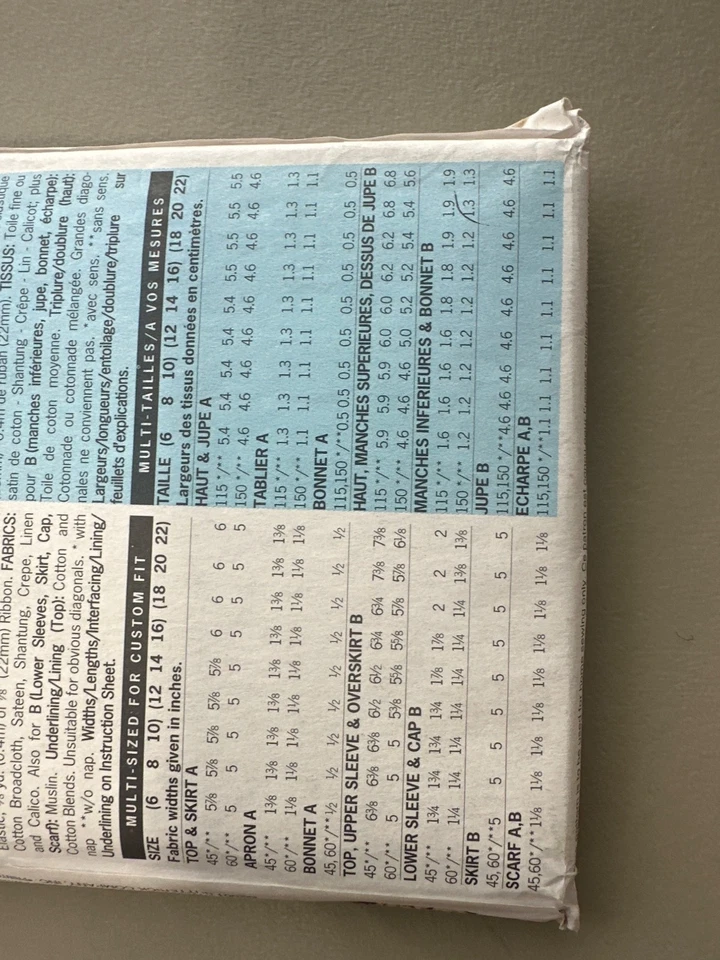 Elastic, ⅜ yd. (0.4m) of ⅞" (22mm) Ribbon. FABRICS:
Cotton Broadcloth, Sateen, Shantung, Crepe, Linen
and Calico. Also for B (Lower Sleeves, Skirt, Cap,
Scarf): Muslin. Underlining/Lining (Top): Cotton and
Cotton Blends. Unsuitable for obvious diagonals. * with
nap **w/o nap. Widths/Lengths/Interfacing/Lining/
Underlining on Instruction Sheet.
MULTI-SIZED FOR CUSTOM FIT
SIZE (6 8 10) (12 14 16) (18 20 22)
Fabric widths given in inches.
TOP & SKIRT A
45*/** 5⅞ 5⅞ 5⅞ 5⅞ 5⅞ 6 6 6 6
60*/** 5 5 5 5 5 5 5 5 5
APRON A
45*/** 1⅜ 1⅜ 1⅜ 1⅜ 1⅜ 1⅜ 1⅜ 1⅜ 1⅜
60*/** 1⅛ 1⅛ 1⅛ 1⅛ 1⅛ 1⅛ 1⅛ 1⅛ 1⅛
BONNET A
45, 60*/**½ ½ ½ ½ ½ ½ ½ ½ ½
TOP, UPPER SLEEVE & OVERSKIRT B
45*/** 6⅜ 6⅜ 6⅜ 6½ 6½ 6¾ 6¾ 7⅜ 7⅜
60*/** 5 5 5 5⅜ 5⅝ 5⅝ 5⅞ 5⅞ 6⅛
LOWER SLEEVE & CAP B
45*/** 1¾ 1¾ 1¾ 1¾ 1⅞ 1⅞ 2 2 2
60*/** 1¼ 1¼ 1¼ 1¼ 1¼ 1¼ 1¼ 1⅜ 1⅜
SKIRT B
45, 60*/**5 5 5 5 5 5 5 5 5
SCARF A,B
45,60*/**1⅛ 1⅛ 1⅛ 1⅛ 1⅛ 1⅛ 1⅛ 1⅛ 1⅛
de ruban (22mm). TISSUS: Toile fine ou
satin de coton - Shantung - Crêpe - Lin - Calicot; plus
pour B (manches inférieures, jupe, bonnet, écharpe):
Toile de coton moyenne. Triplure/doublure (haut):
Cotonnade ou cotonnade mélangée. Grandes diago-
nales ne conviennent pas. *avec sens. **sans sens.
Largeurs/longueurs/entoilage/doublure/triplure sur
feuillets d'explications.
MULTI-TAILLES/A VOS MESURES
TAILLE (6 8 10) (12 14 16) (18 20 22)
Largeurs des tissus données en centimètres.
HAUT & JUPE A
115 */** 5.4 5.4 5.4 5.4 5.4 5.5 5.5 5.5 5.5
150 */** 4.6 4.6 4.6 4.6 4.6 4.6 4.6 4.6 4.6
TABLIER A
115 */** 1.3 1.3 1.3 1.3 1.3 1.3 1.3 1.3 1.3
150 */** 1.1 1.1 1.1 1.1 1.1 1.1 1.1 1.1 1.1
BONNET A
115,150 */**0.5 0.5 0.5 0.5 0.5 0.5 0.5 0.5 0.5
HAUT, MANCHES SUPERIEURES, DESSUS DE JUPE B
115 */** 5.9 5.9 5.9 6.0 6.0 6.2 6.2 6.8 6.8
150 */** 4.6 4.6 4.6 5.0 5.2 5.2 5.4 5.4 5.6
MANCHES INFERIEURES & BONNET B
115 */** 1.6 1.6 1.6 1.6 1.8 1.8 1.9 1.9 1.9
150 */** 1.2 1.2 1.2 1.2 1.2 1.2 1.2 1.3 1.3
JUPE B
115,150 */**4.6 4.6 4.6 4.6 4.6 4.6 4.6 4.6 4.6
ECHARPE A,B
115,150 */**1.1 1.1 1.1 1.1 1.1 1.1 1.1 1.1 1.1